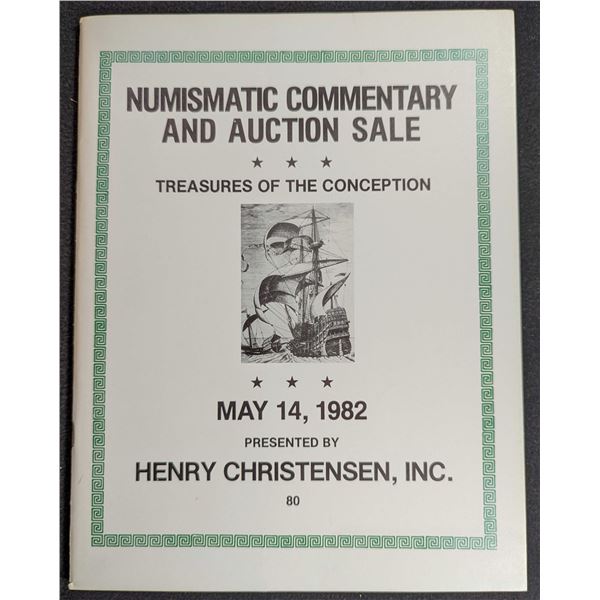 NUMISMATIC COMMENTARY
AND AUCTION SALE
★ ★ ★
TREASURES OF THE CONCEPTION
★ ★ ★
MAY 14, 1982
PRESENTED BY
HENRY CHRISTENSEN, INC.
80